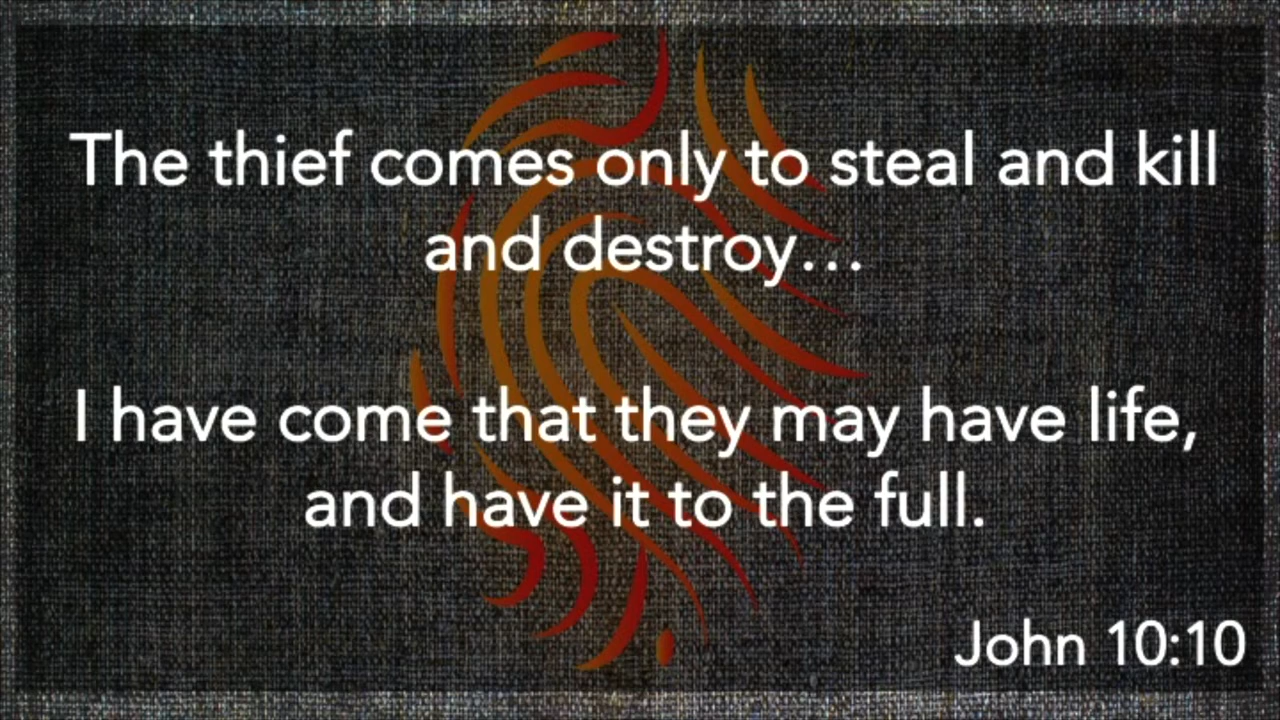 The thief comes only to steal and kill
and destroy…
I have come that they may have life,
and have it to the full.
John 10:10